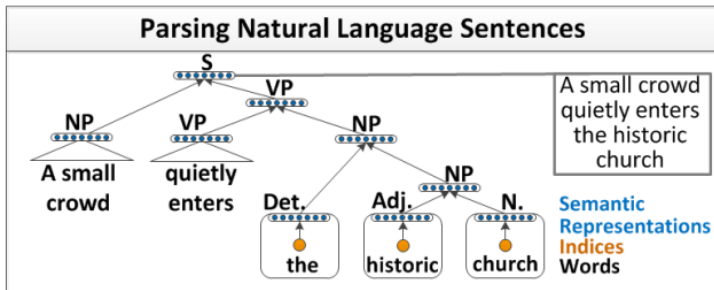 Parsing Natural Language Sentences
S
VP
A small crowd
quietly enters
the historic
church
NP
VP
NP
A small
crowd
quietly
enters
NP
Det.
Adj.
N.
Semantic
Representations
Indices
Words
the
historic
church